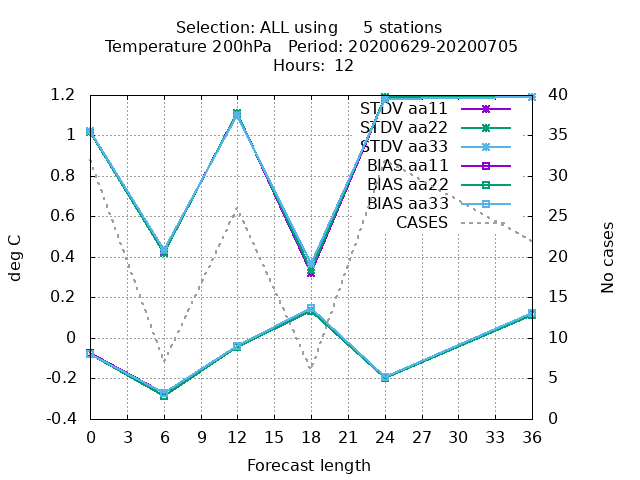 Selection: ALL using 5 stations
Temperature 200hPa Period: 20200629-20200705
Hours: 12
1.2
1
0.8
0.6
0.4
0.2
0
-0.2
-0.4
deg C
STDV aa11
STDV aa22
STDV aa33
BIAS aa11
BIAS aa22
BIAS aa33
CASES
40
35
30
25
20
15
10
5
0
No cases
0 3 6 9 12 15 18 21 24 27 30 33 36
Forecast length